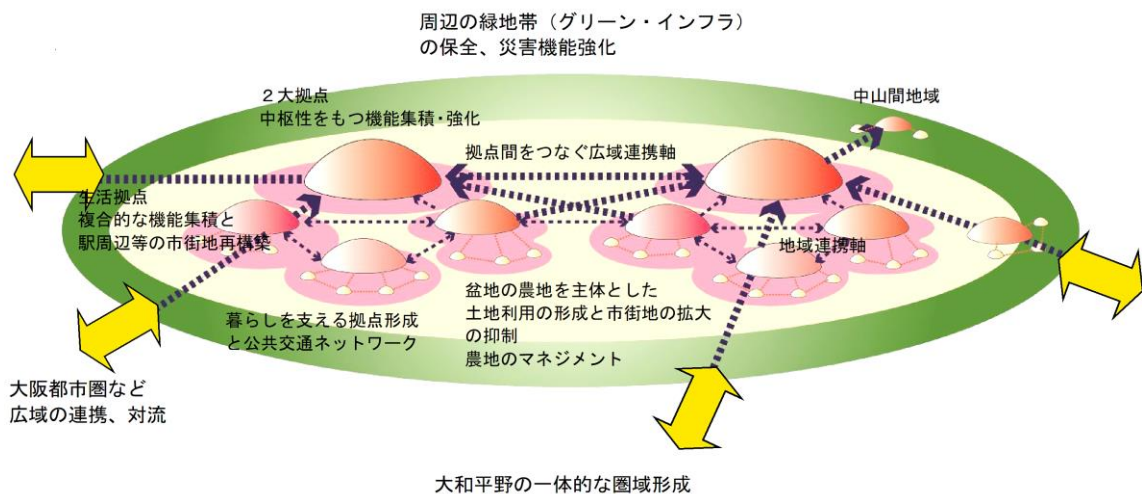 周辺の緑地帯（グリーン・インフラ）
の保全、災害機能強化
２大拠点
中枢性をもつ機能集積・強化
中山間地域
拠点間をつなぐ広域連携軸
生活拠点
複合的な機能集積と
駅周辺等の市街地再構築
地域連携軸
盆地の農地を主体とした
土地利用の形成と市街地の拡大
の抑制
農地のマネジメント
暮らしを支える拠点形成
と公共交通ネットワーク
大阪都市圏など
広域の連携、対流
大和平野の一体的な圏域形成